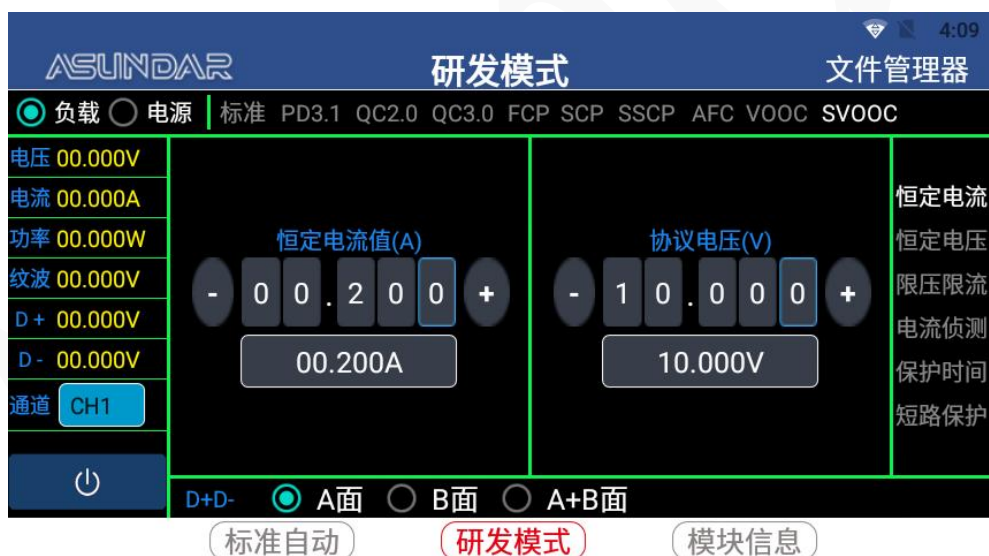 4:09
ASUNDAR 研发模式 文件管理器
负载 电源 标准 PD3.1 QC2.0 QC3.0 FCP SCP SSCP AFC VOOC SVOOC
电压 00.000V
电流 00.000A
功率 00.000W
纹波 00.000V
D+ 00.000V
D- 00.000V
通道 CH1
恒定电流值(A)
- 0 0 . 2 0 0 +
00.200A
协议电压(V)
- 1 0 . 0 0 0 +
10.000V
恒定电流
恒定电压
限压限流
电流侦测
保护时间
短路保护
D+D- A面 B面 A+B面
标准自动 研发模式 模块信息